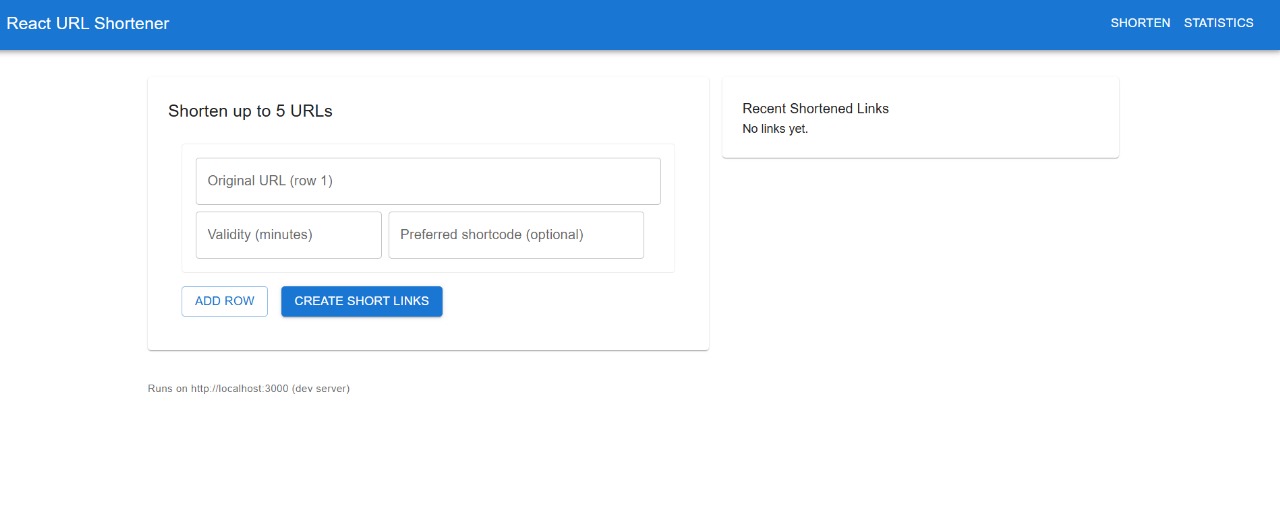 React URL Shortener
SHORTEN STATISTICS
Shorten up to 5 URLs
Original URL (row 1)
Validity (minutes)
Preferred shortcode (optional)
ADD ROW
CREATE SHORT LINKS
Recent Shortened Links
No links yet.
Runs on http://localhost:3000 (dev server)